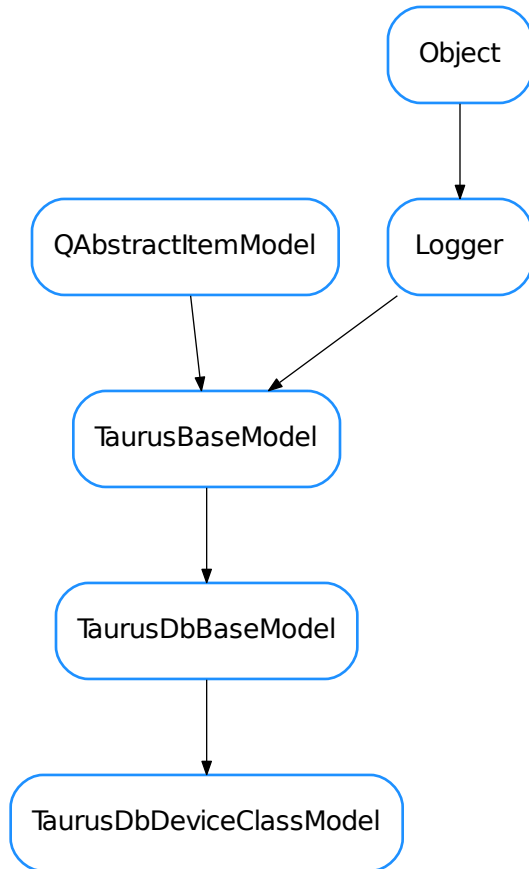 Object
QAbstractItemModel
Logger
TaurusBaseModel
TaurusDbBaseModel
TaurusDbDeviceClassModel